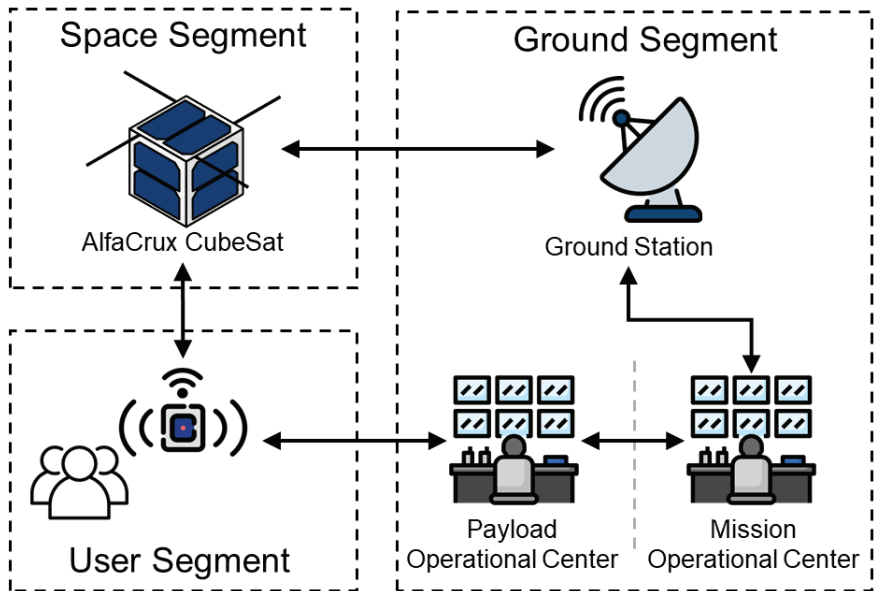 Space Segment
Ground Segment
AlfaCrux CubeSat
Ground Station
Payload
Operational Center
Mission
Operational Center
User Segment